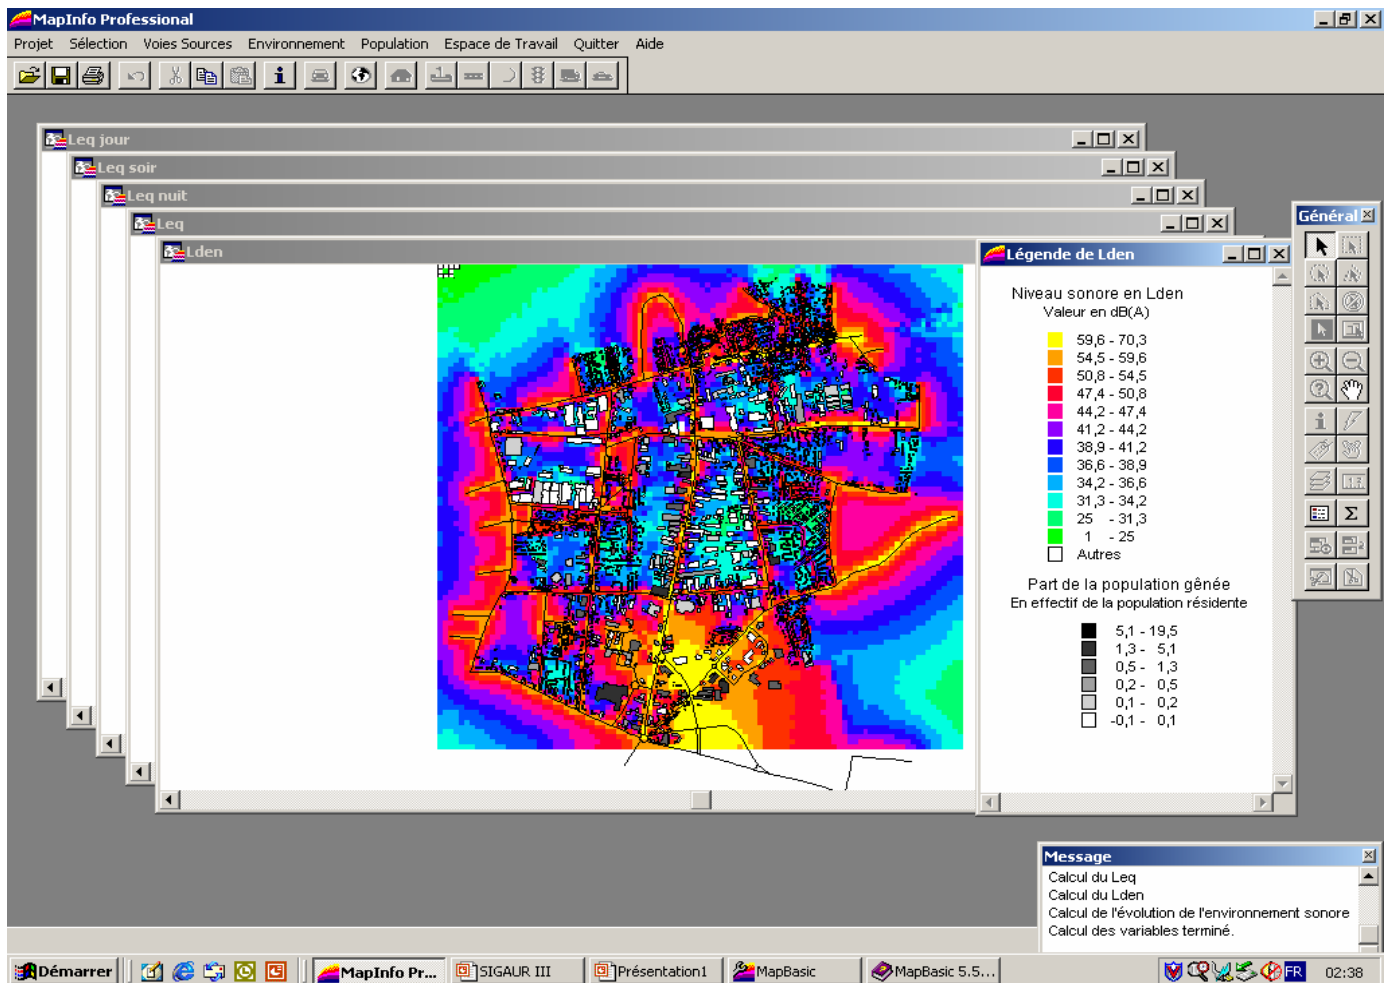 MapInfo Professional
Projet Sélection Voies Sources Environnement Population Espace de Travail Quitter Aide
Leq jour
Leq soir
Leq nuit
Leq
Lden
Général
Légende de Lden
Niveau sonore en Lden
Valeur en dB(A)
59,6 - 70,3
54,5 - 59,6
50,8 - 54,5
47,4 - 50,8
44,2 - 47,4
41,2 - 44,2
38,9 - 41,2
36,6 - 38,9
34,2 - 36,6
31,3 - 34,2
25 - 31,3
1 - 25
Autres
Part de la population gênée
En effectif de la population résidente
5,1 - 19,5
1,3 - 5,1
0,5 - 1,3
0,2 - 0,5
0,1 - 0,2
-0,1 - 0,1
Message
Calcul du Leq
Calcul du Lden
Calcul de l'évolution de l'environnement sonore
Calcul des variables terminé.
Démarrer MapInfo Pr... SIGAUR III Présentation1 MapBasic MapBasic 5.5... FR 02:38